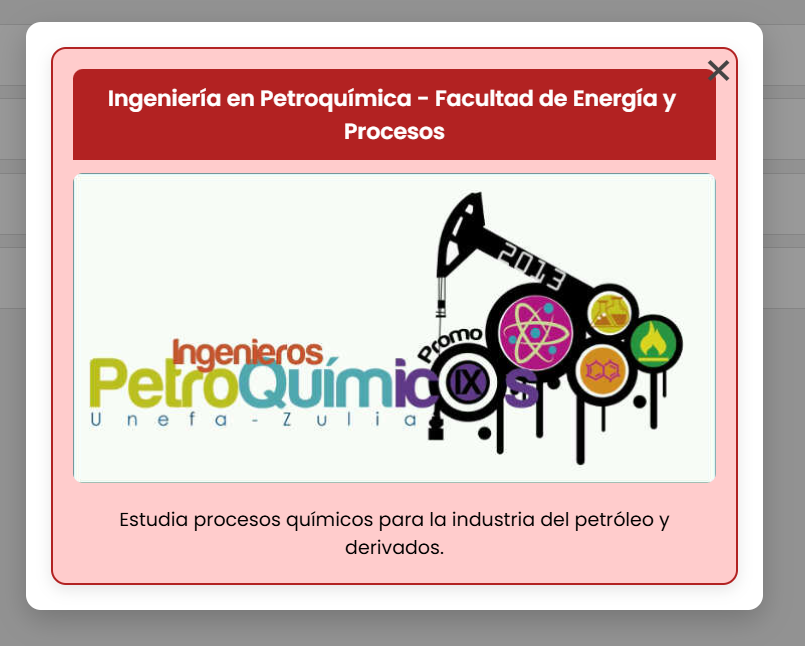 Ingeniería en Petroquímica - Facultad de Energía y
Procesos
2013
Promo
IX
Ingenieros
PetroQuímicos
Unefa-Zulia
Estudia procesos químicos para la industria del petróleo y
derivados.